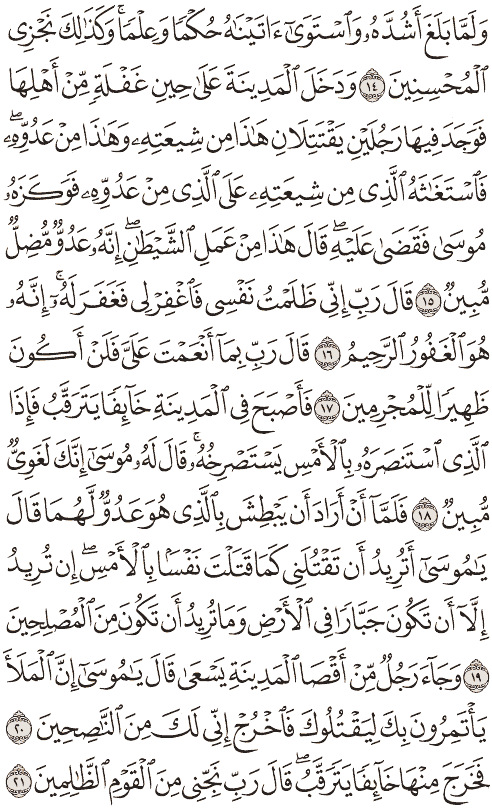 وَلَمَّا بَلَغَ أَشُدَّهُۥ وَٱسْتَوَىٰٓ ءَاتَيْنَٰهُ حُكْمًا وَعِلْمًا ۚ وَكَذَٰلِكَ نَجْزِى
ٱلْمُحْسِنِينَ ١٤ وَدَخَلَ ٱلْمَدِينَةَ عَلَىٰ حِينِ غَفْلَةٍ مِّنْ أَهْلِهَا
فَوَجَدَ فِيهَا رَجُلَيْنِ يَقْتَتِلَانِ هَٰذَا مِن شِيعَتِهِۦ وَهَٰذَا مِنْ عَدُوِّهِۦ ۖ
فَٱسْتَغَٰثَهُ ٱلَّذِى مِن شِيعَتِهِۦ عَلَى ٱلَّذِى مِنْ عَدُوِّهِۦ فَوَكَزَهُۥ
مُوسَىٰ فَقَضَىٰ عَلَيْهِ ۖ قَالَ هَٰذَا مِنْ عَمَلِ ٱلشَّيْطَٰنِ ۖ إِنَّهُۥ عَدُوٌّ مُّضِلٌّ
مُّبِينٌ ١٥ قَالَ رَبِّ إِنِّى ظَلَمْتُ نَفْسِى فَٱغْفِرْ لِى فَغَفَرَ لَهُۥٓ ۚ إِنَّهُۥ
هُوَ ٱلْغَفُورُ ٱلرَّحِيمُ ١٦ قَالَ رَبِّ بِمَآ أَنْعَمْتَ عَلَىَّ فَلَنْ أَكُونَ
ظَهِيرًا لِّلْمُجْرِمِينَ ١٧ فَأَصْبَحَ فِى ٱلْمَدِينَةِ خَآئِفًا يَتَرَقَّبُ فَإِذَا
ٱلَّذِى ٱسْتَنصَرَهُۥ بِٱلْأَمْسِ يَسْتَصْرِخُهُۥ ۚ قَالَ لَهُۥ مُوسَىٰٓ إِنَّكَ لَغَوِىٌّ
مُّبِينٌ ١٨ فَلَمَّآ أَنْ أَرَادَ أَن يَبْطِشَ بِٱلَّذِى هُوَ عَدُوٌّ لَّهُمَا قَالَ
يَٰمُوسَىٰٓ أَتُرِيدُ أَن تَقْتُلَنِى كَمَا قَتَلْتَ نَفْسًۢا بِٱلْأَمْسِ ۖ إِن تُرِيدُ
إِلَّآ أَن تَكُونَ جَبَّارًا فِى ٱلْأَرْضِ وَمَا تُرِيدُ أَن تَكُونَ مِنَ ٱلْمُصْلِحِينَ
١٩ وَجَآءَ رَجُلٌ مِّنْ أَقْصَا ٱلْمَدِينَةِ يَسْعَىٰ قَالَ يَٰمُوسَىٰٓ إِنَّ ٱلْمَلَأَ
يَأْتَمِرُونَ بِكَ لِيَقْتُلُوكَ فَٱخْرُجْ إِنِّى لَكَ مِنَ ٱلنَّٰصِحِينَ ٢٠
فَخَرَجَ مِنْهَا خَآئِفًا يَتَرَقَّبُ ۖ قَالَ رَبِّ نَجِّنِى مِنَ ٱلْقَوْمِ ٱلظَّٰلِمِينَ ٢١